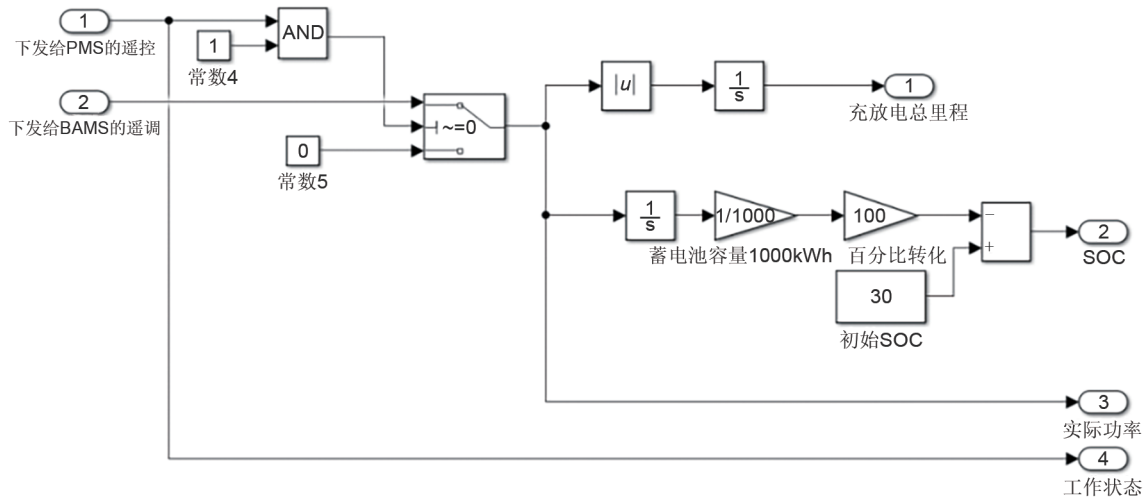 1
下发给PMS的遥控
1
常数4
AND
2
下发给BAMS的遥调
~=0
0
常数5
|u|
1
s
1
充放电总里程
1
s
1/1000
蓄电池容量1000kWh
100
百分比转化
−
+
2
SOC
30
初始SOC
3
实际功率
4
工作状态